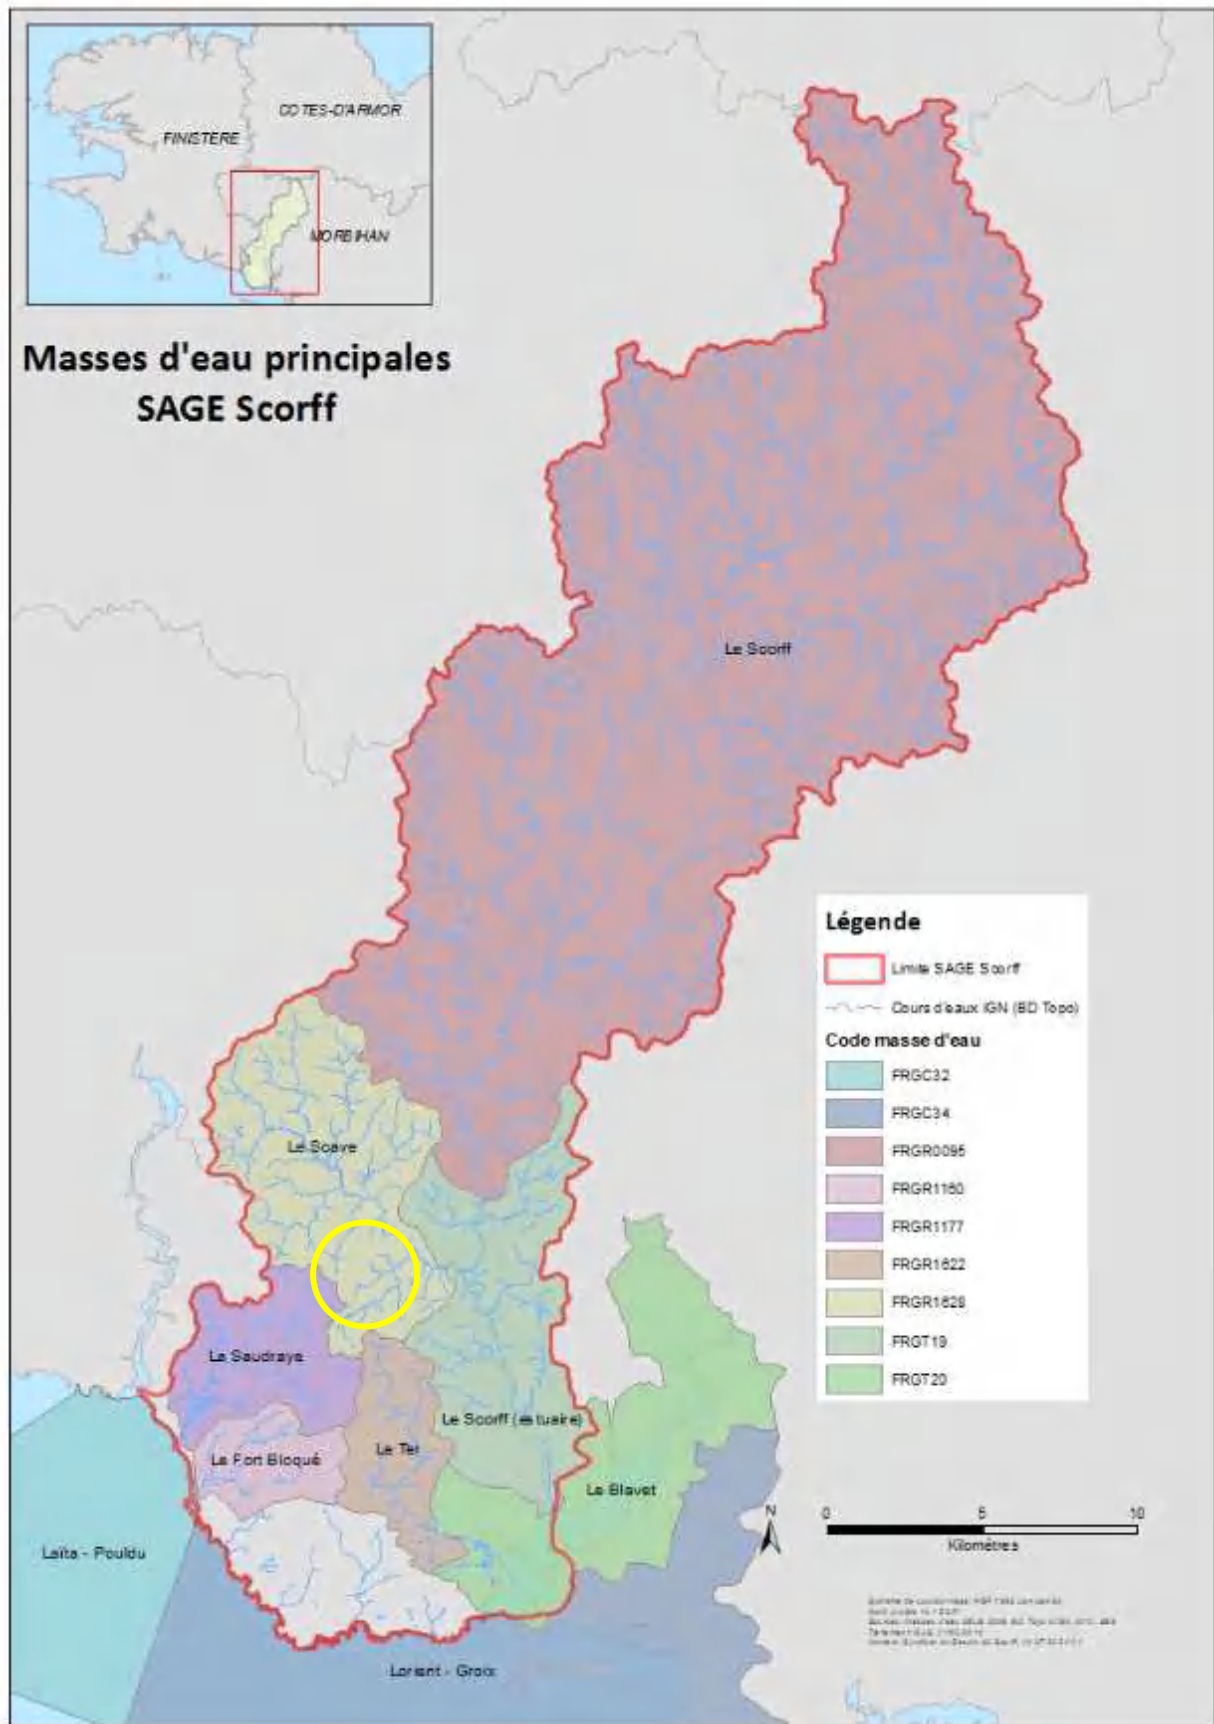 COTES-D'ARMOR
FINISTERE
MORBIHAN
Masses d'eau principales
SAGE Scorff
Le Scorff
Légende
Limite SAGE Scorff
Cours d'eaux IGN (BD Topo)
Code masse d'eau
FRGC32
FRGC34
FRGR0095
FRGR1160
FRGR1177
FRGR1622
FRGR1628
FRGT19
FRGT20
Le Scave
La Saudraye
Le Scorff (estuaire)
Le Ter
Le Fort Bloqué
Le Blavet
N
0 5 10
Kilomètres
Laïta - Pouldu
Lorient - Groix